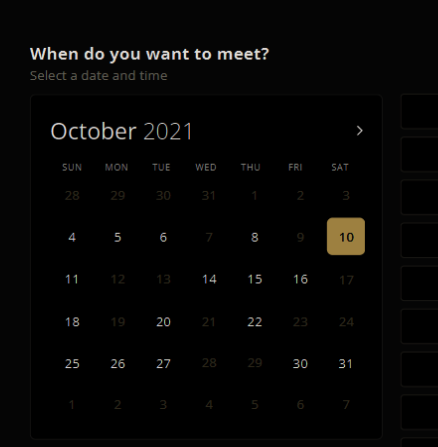 When do you want to meet?
Select a date and time
October 2021
SUN MON TUE WED THU FRI SAT
28 29 30 31 1 2 3
4 5 6 7 8 9 10
11 12 13 14 15 16 17
18 19 20 21 22 23 24
25 26 27 28 29 30 31
1 2 3 4 5 6 7